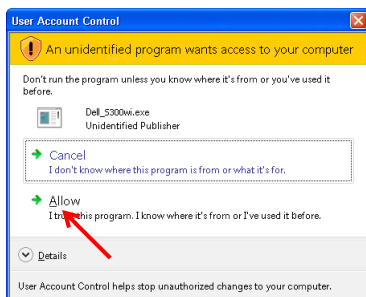 User Account Control
An unidentified program wants access to your computer
Don't run the program unless you know where it's from or you've used it
before.
Dell_5300wi.exe
Unidentified Publisher
Cancel
I don't know where this program is from or what it's for.
Allow
I trust this program. I know where it's from or I've used it before.
Details
User Account Control helps stop unauthorized changes to your computer.